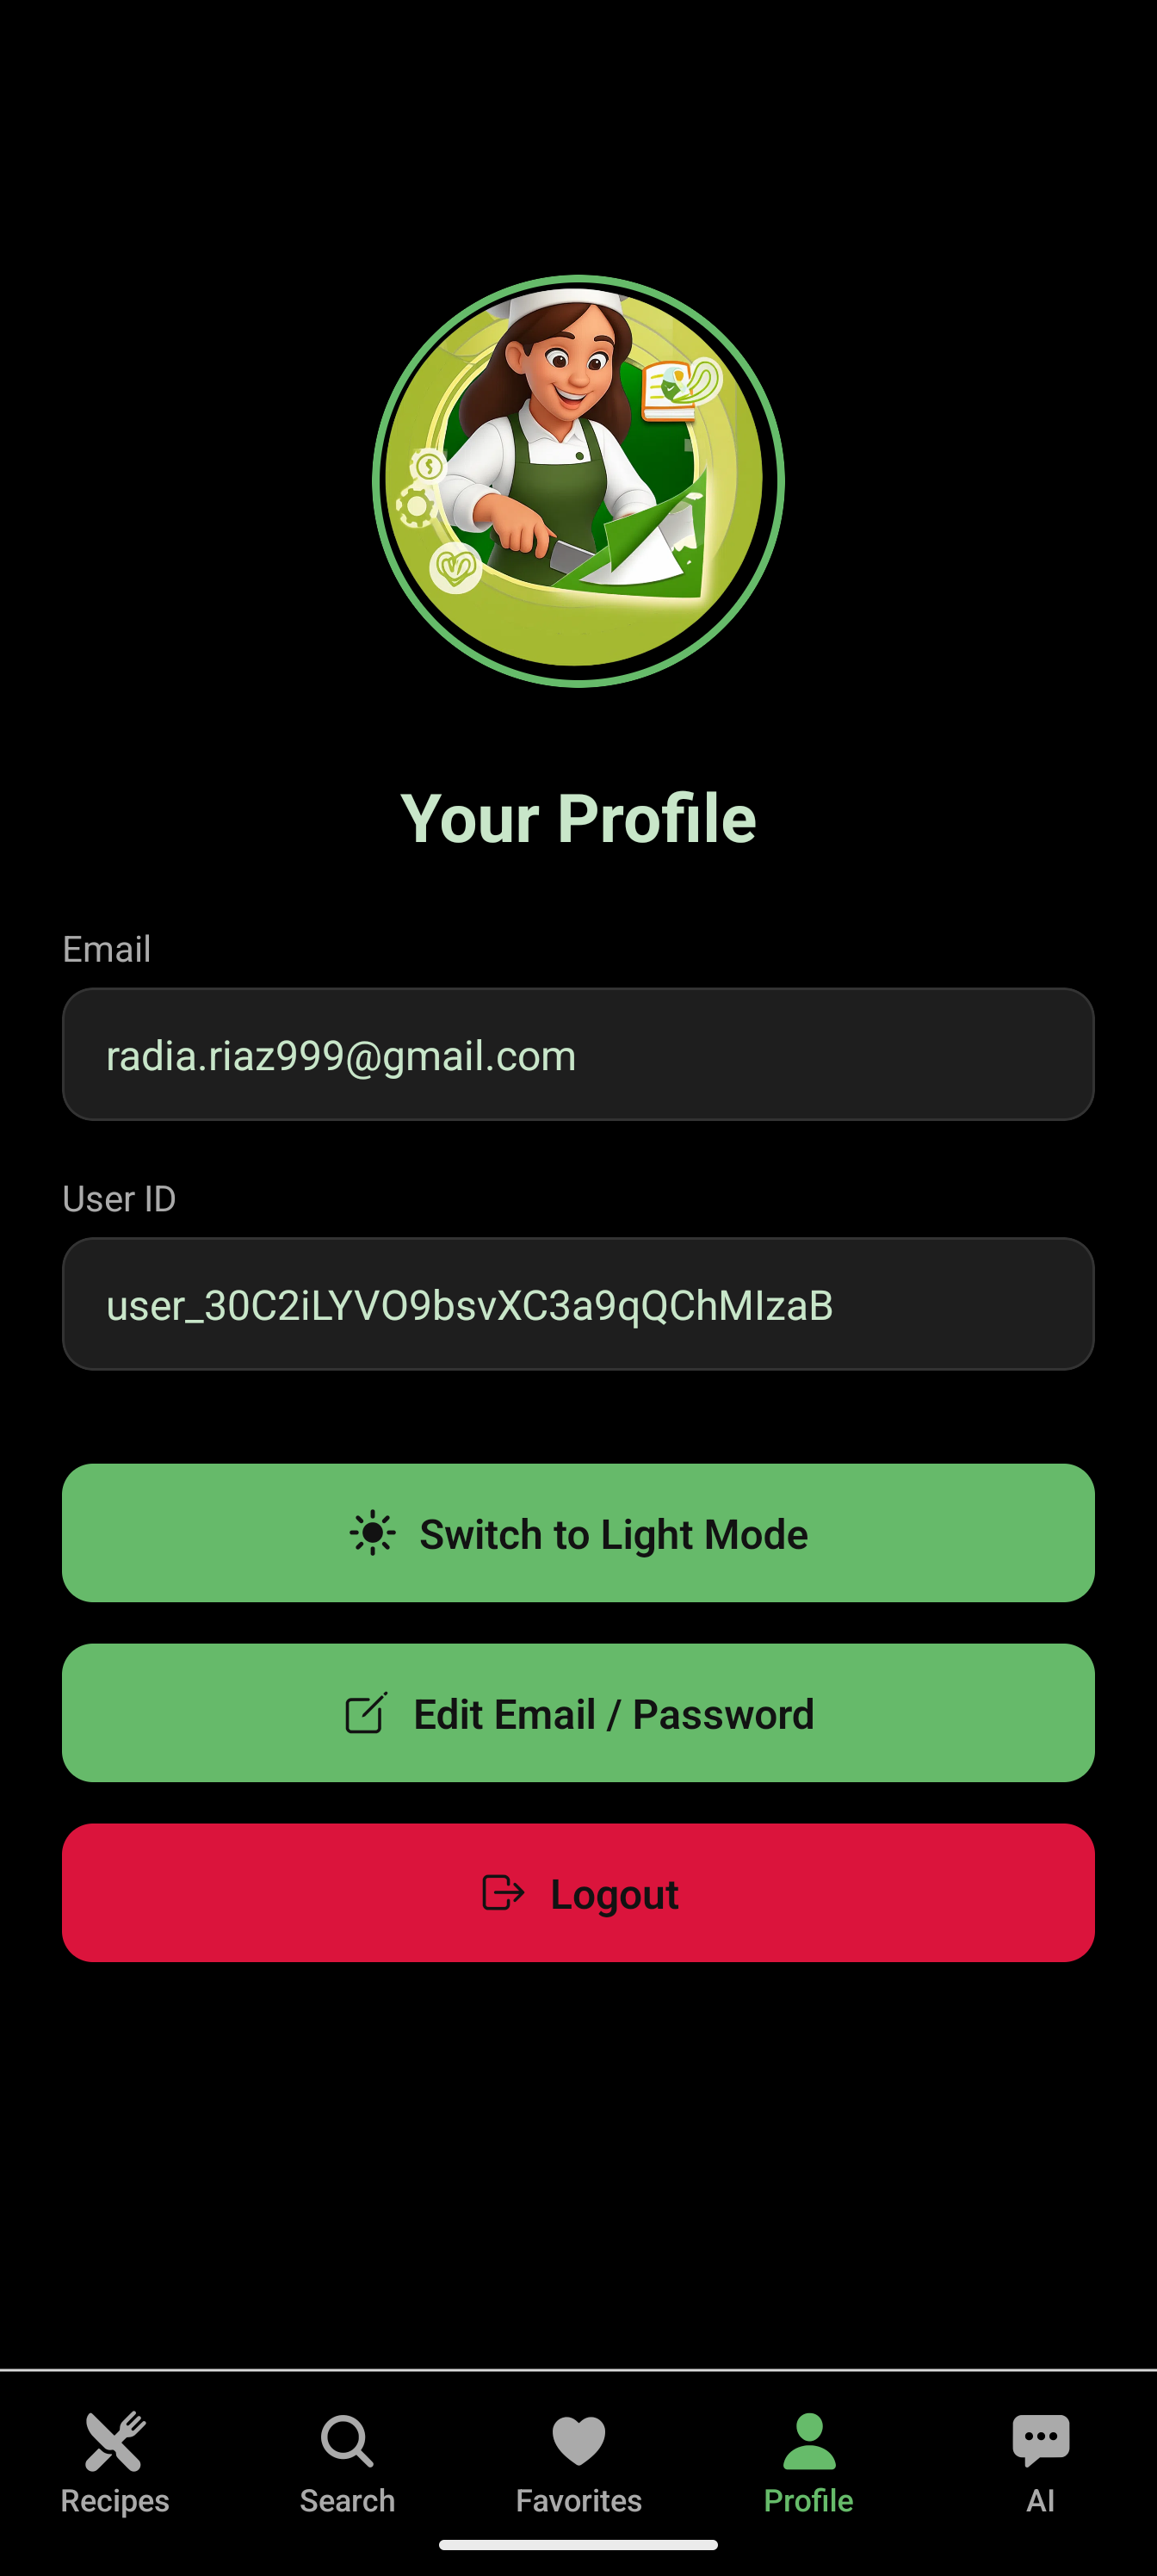 Your Profile
Email
radia.riaz999@gmail.com
User ID
user_30C2iLYVO9bsvXC3a9qQChMIzaB
Switch to Light Mode
Edit Email / Password
Logout
Recipes
Search
Favorites
Profile
AI